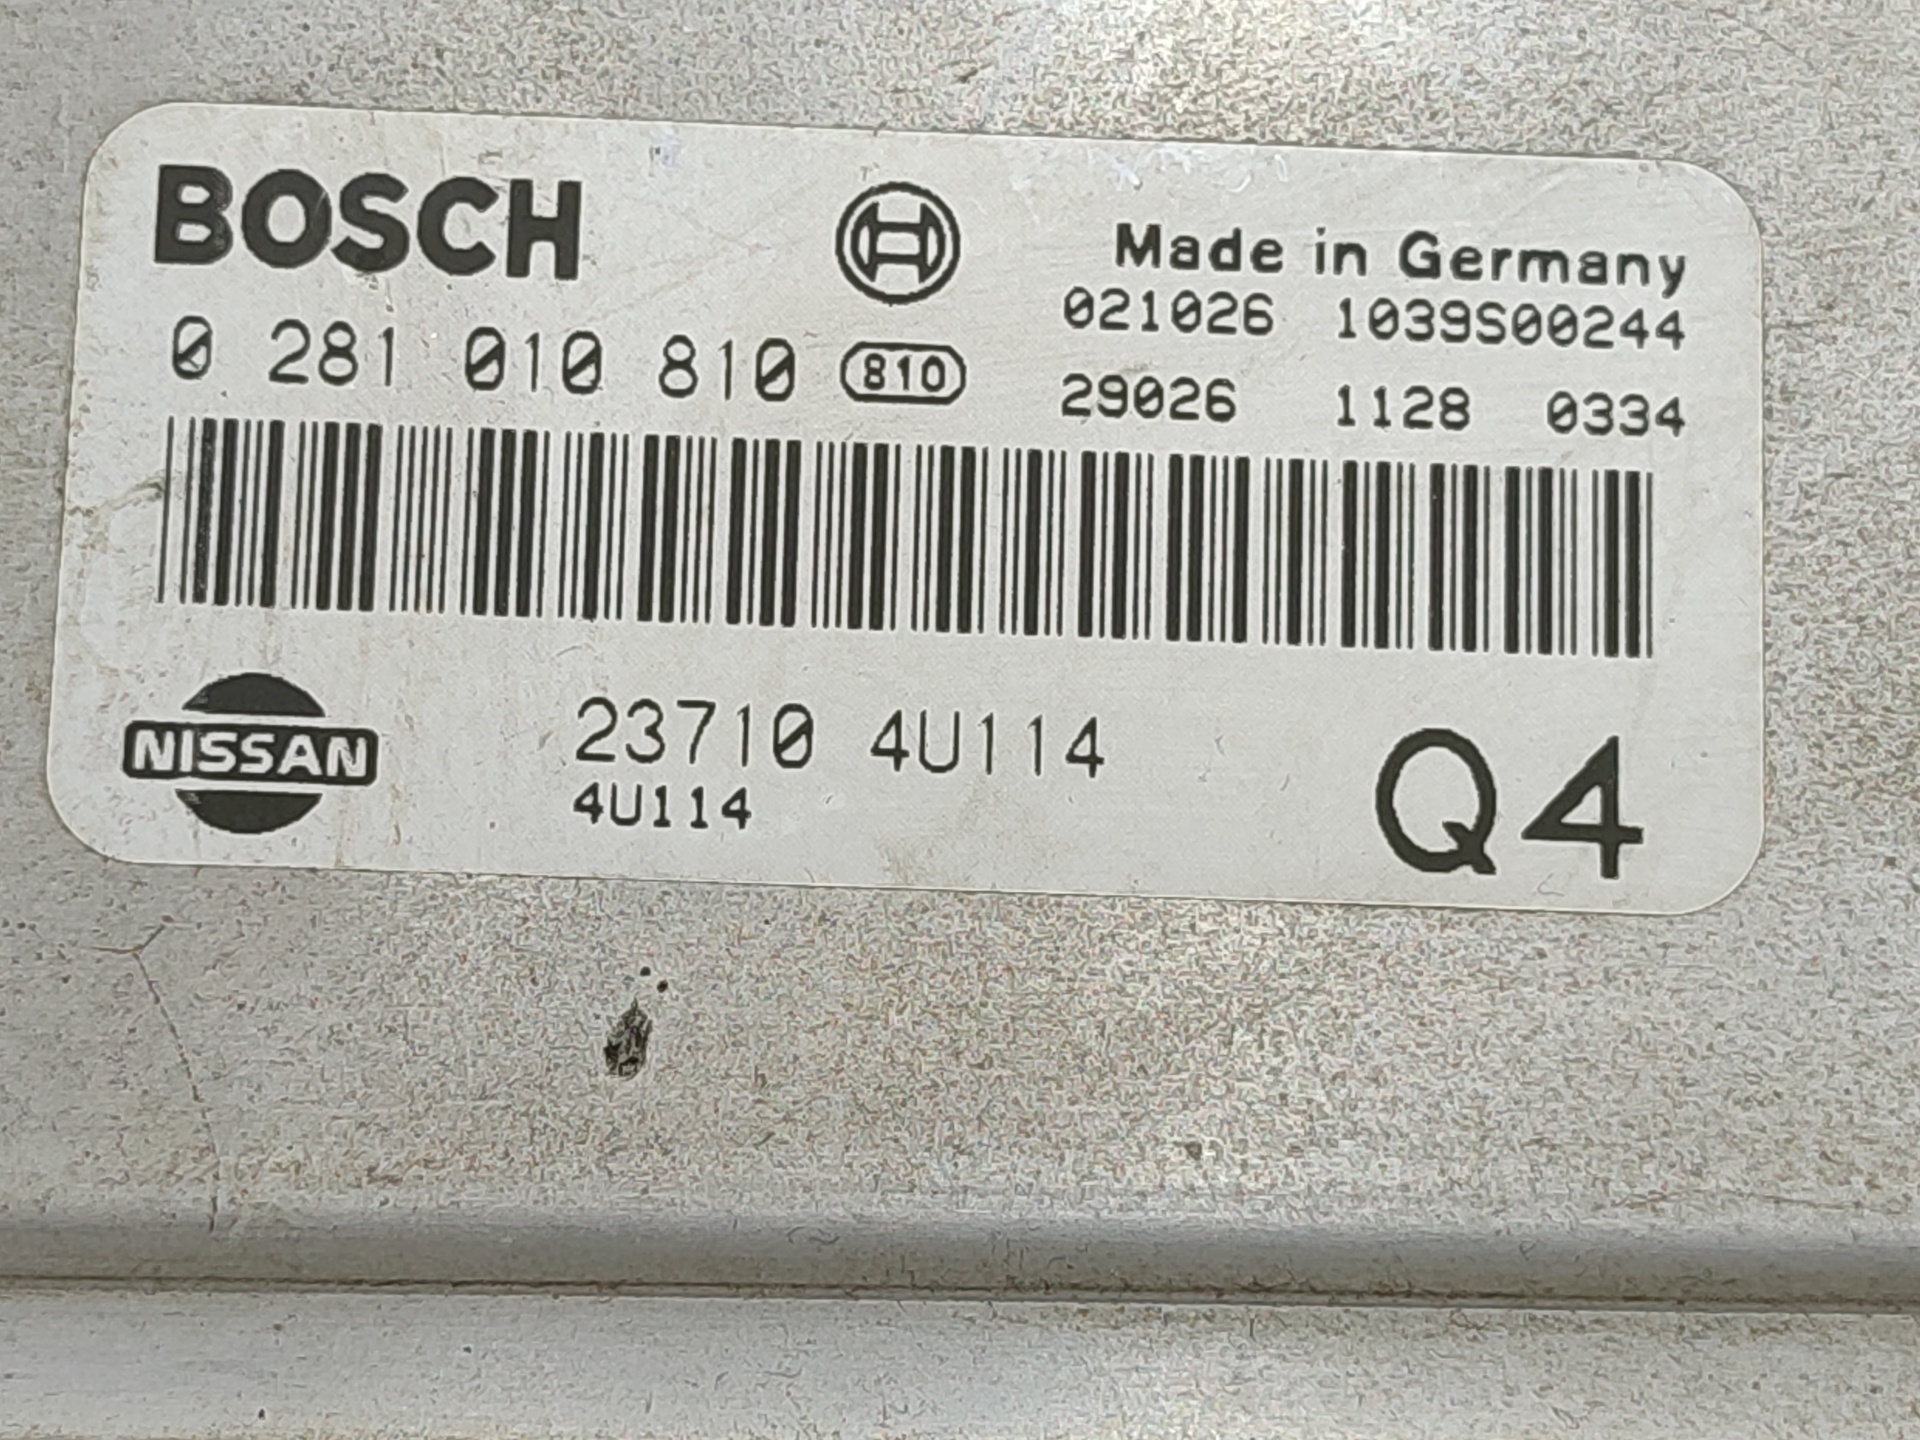 BOSCH
Made in Germany
021026 1039S00244
0 281 010 810 810
29026 1128 0334
NISSAN
23710 4U114
4U114
Q4